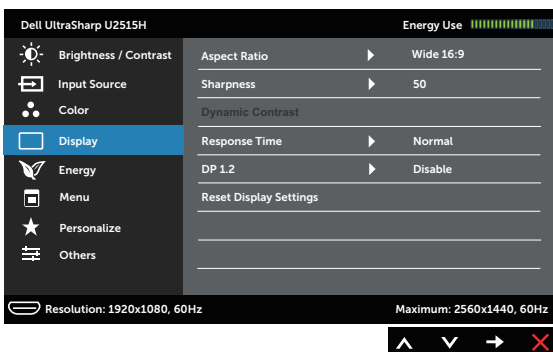 Dell UltraSharp U2515H Energy Use
Brightness / Contrast
Input Source
Color
Display
Energy
Menu
Personalize
Others
Aspect Ratio Wide 16:9
Sharpness 50
Dynamic Contrast
Response Time Normal
DP 1.2 Disable
Reset Display Settings
Resolution: 1920x1080, 60Hz Maximum: 2560x1440, 60Hz